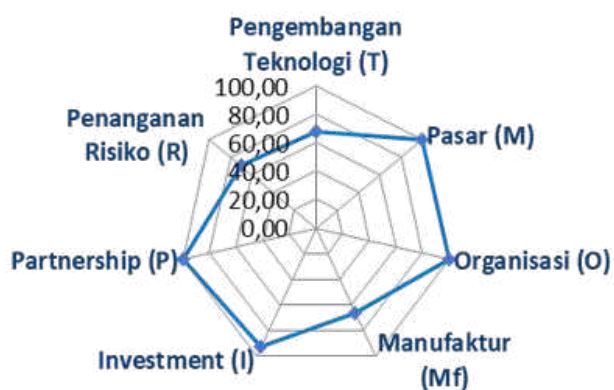 Pengembangan
Teknologi (T)
100,00
80,00
60,00
40,00
20,00
0,00
Pasar (M)
Organisasi (O)
Manufaktur
(Mf)
Investment (I)
Partnership (P)
Penanganan
Risiko (R)